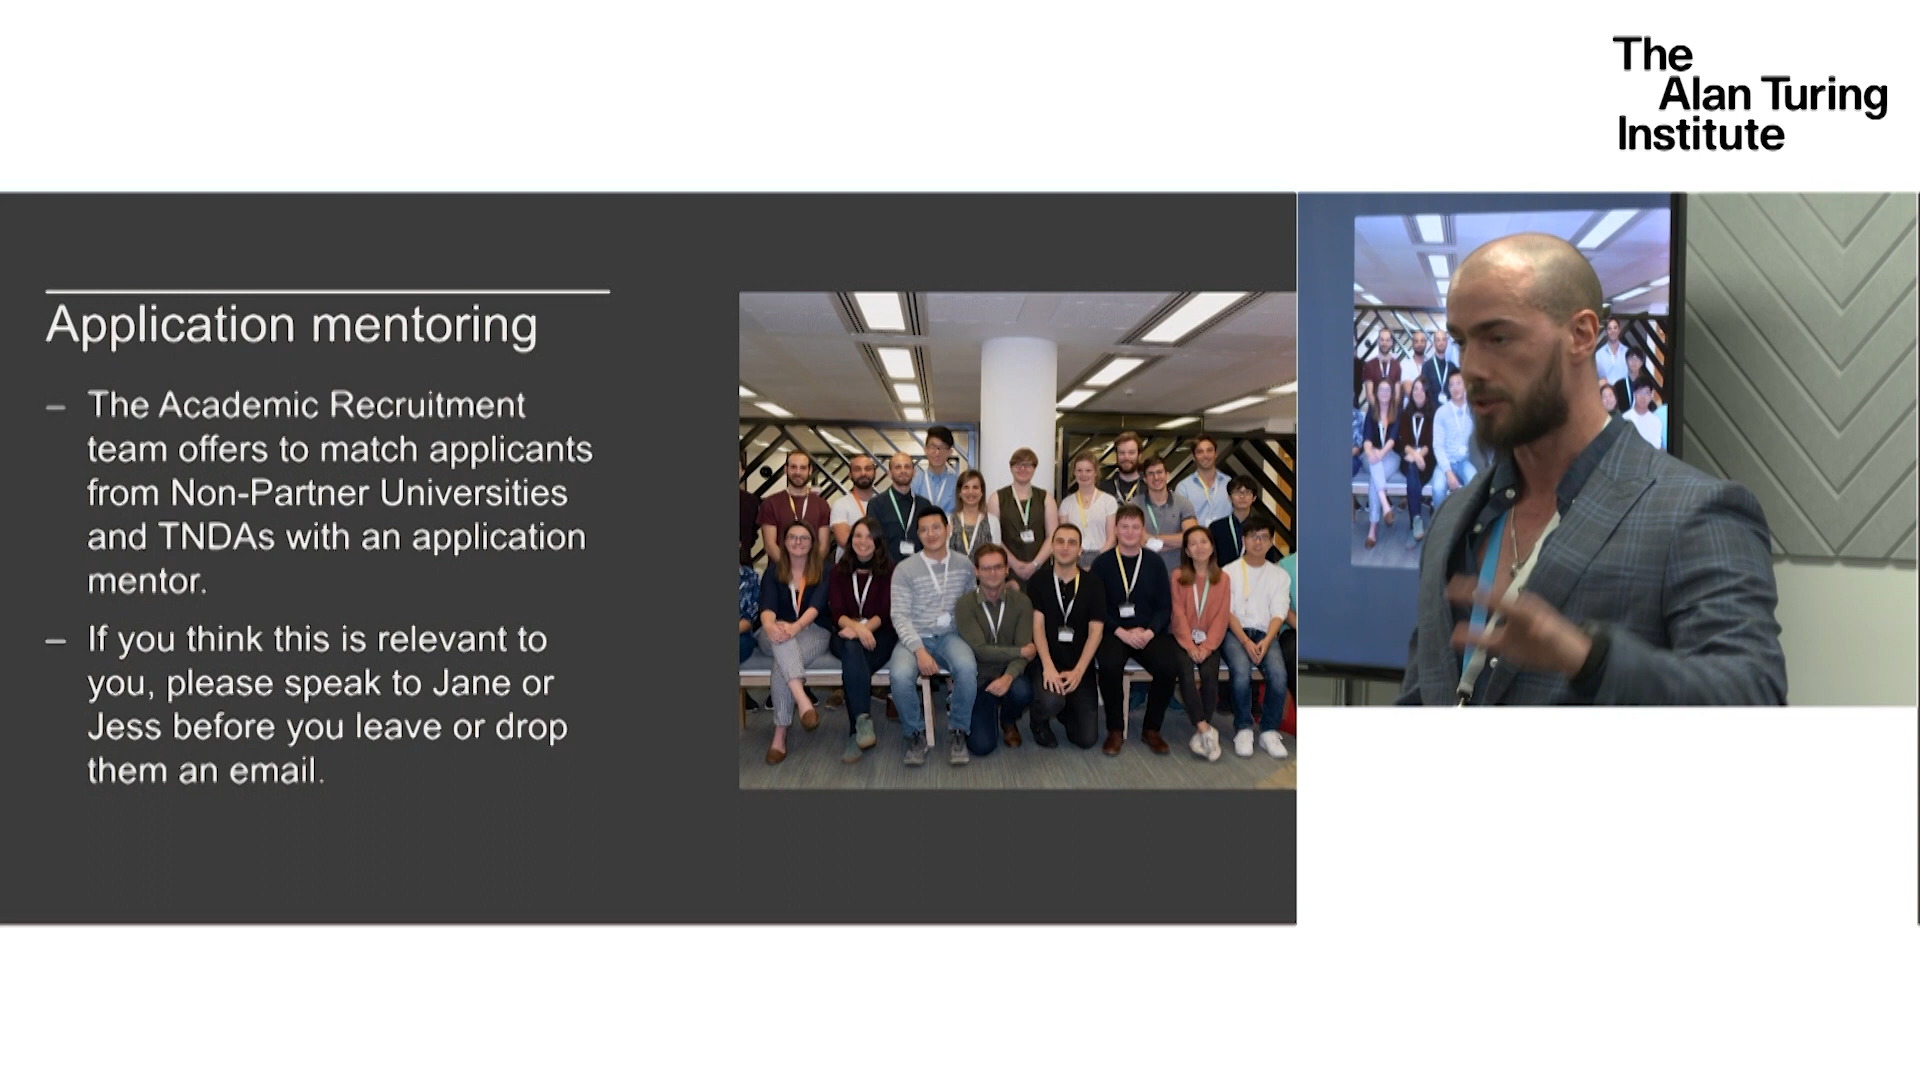 The
Alan Turing
Institute
Application mentoring
– The Academic Recruitment
team offers to match applicants
from Non-Partner Universities
and TNDAs with an application
mentor.
– If you think this is relevant to
you, please speak to Jane or
Jess before you leave or drop
them an email.